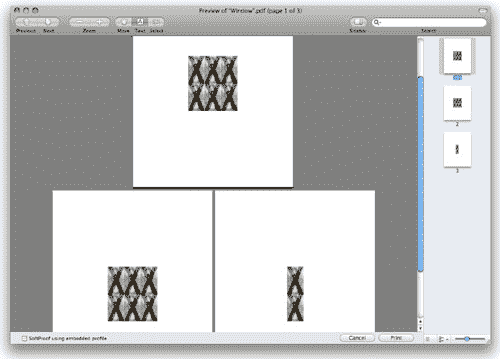 Preview of "Window".pdf (page 1 of 3)
Previous Next Zoom Move Text Select Sidebar Search
1
2
3
SoftProof using embedded profile
Cancel Print